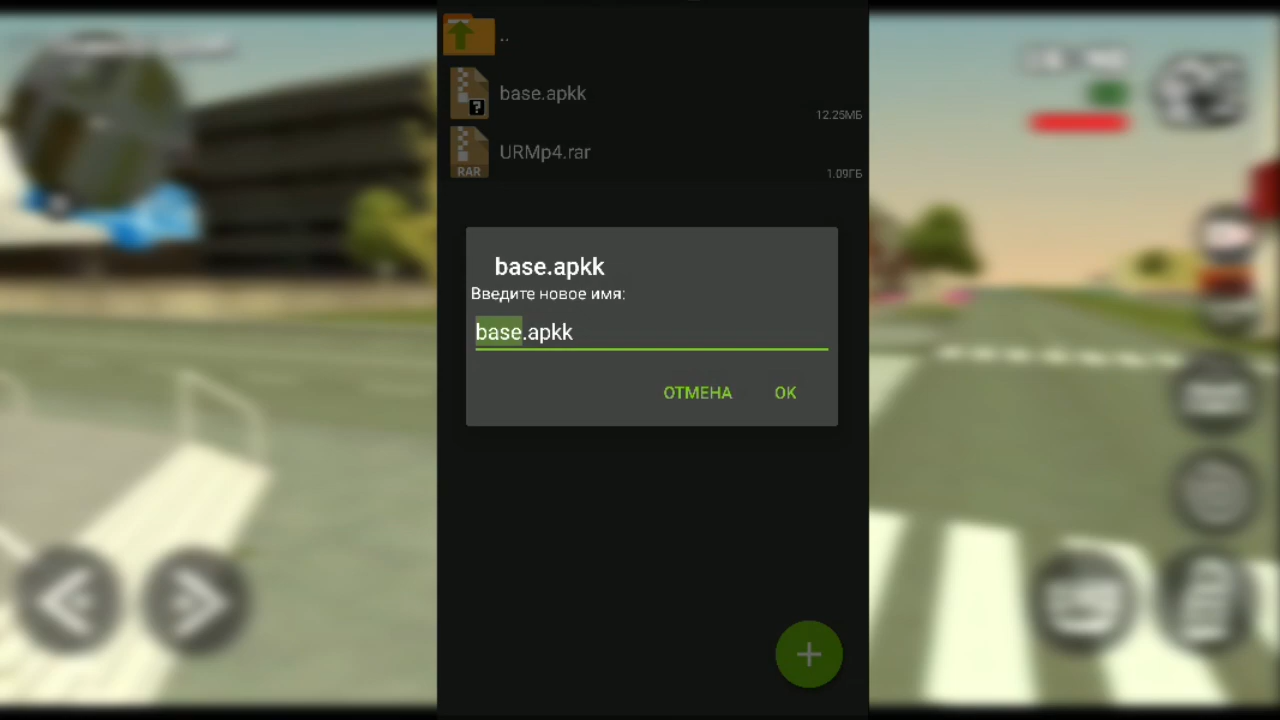 ..
base.apkk
12.25МБ
URMp4.rar
RAR
1.09ГБ
base.apkk
Введите новое имя:
base.apkk
ОТМЕНА
OK